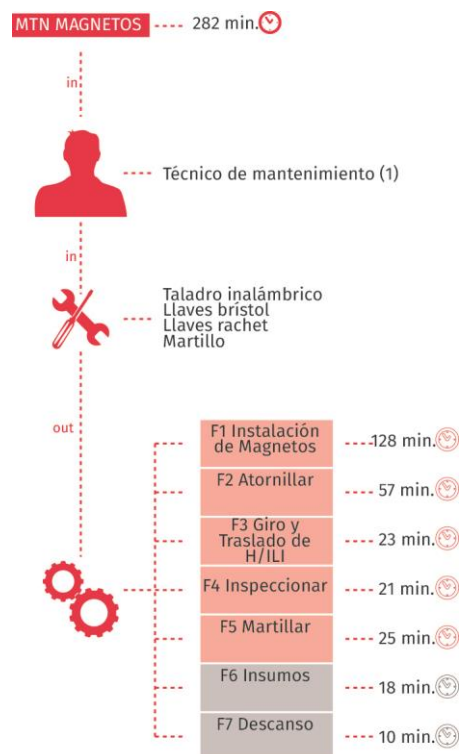 MTN MAGNETOS
282 min.
in
Técnico de mantenimiento (1)
in
Taladro inalámbrico
Llaves brístol
Llaves rachet
Martillo
out
F1 Instalación
de Magnetos
128 min.
F2 Atornillar
57 min.
F3 Giro y
Traslado de
H/ILI
23 min.
F4 Inspeccionar
21 min.
F5 Martillar
25 min.
F6 Insumos
18 min.
F7 Descanso
10 min.